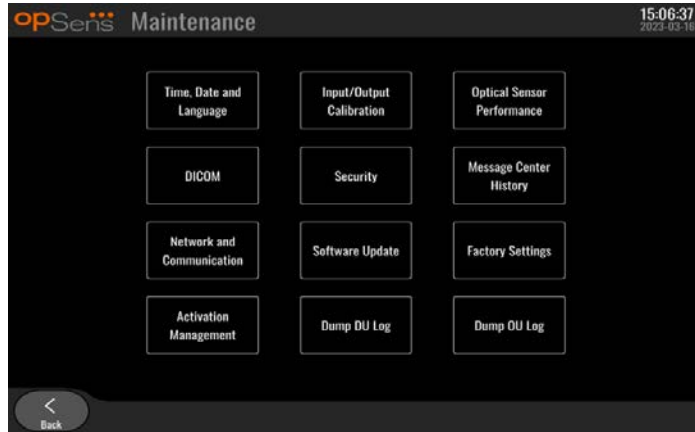 opSens Maintenance
15:06:37
2023-03-16
Time, Date and
Language
Input/Output
Calibration
Optical Sensor
Performance
DICOM
Security
Message Center
History
Network and
Communication
Software Update
Factory Settings
Activation
Management
Dump DU Log
Dump OU Log
Back